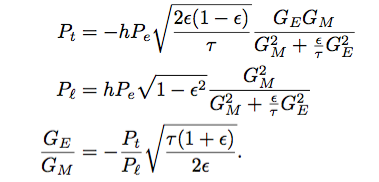 P_t = -hP_e \sqrt{\frac{2\epsilon(1-\epsilon)}{\tau}} \frac{G_E G_M}{G_M^2 + \frac{\epsilon}{\tau} G_E^2}
P_\ell = hP_e \sqrt{1-\epsilon^2} \frac{G_M^2}{G_M^2 + \frac{\epsilon}{\tau} G_E^2}
\frac{G_E}{G_M} = -\frac{P_t}{P_\ell} \sqrt{\frac{\tau(1+\epsilon)}{2\epsilon}}.